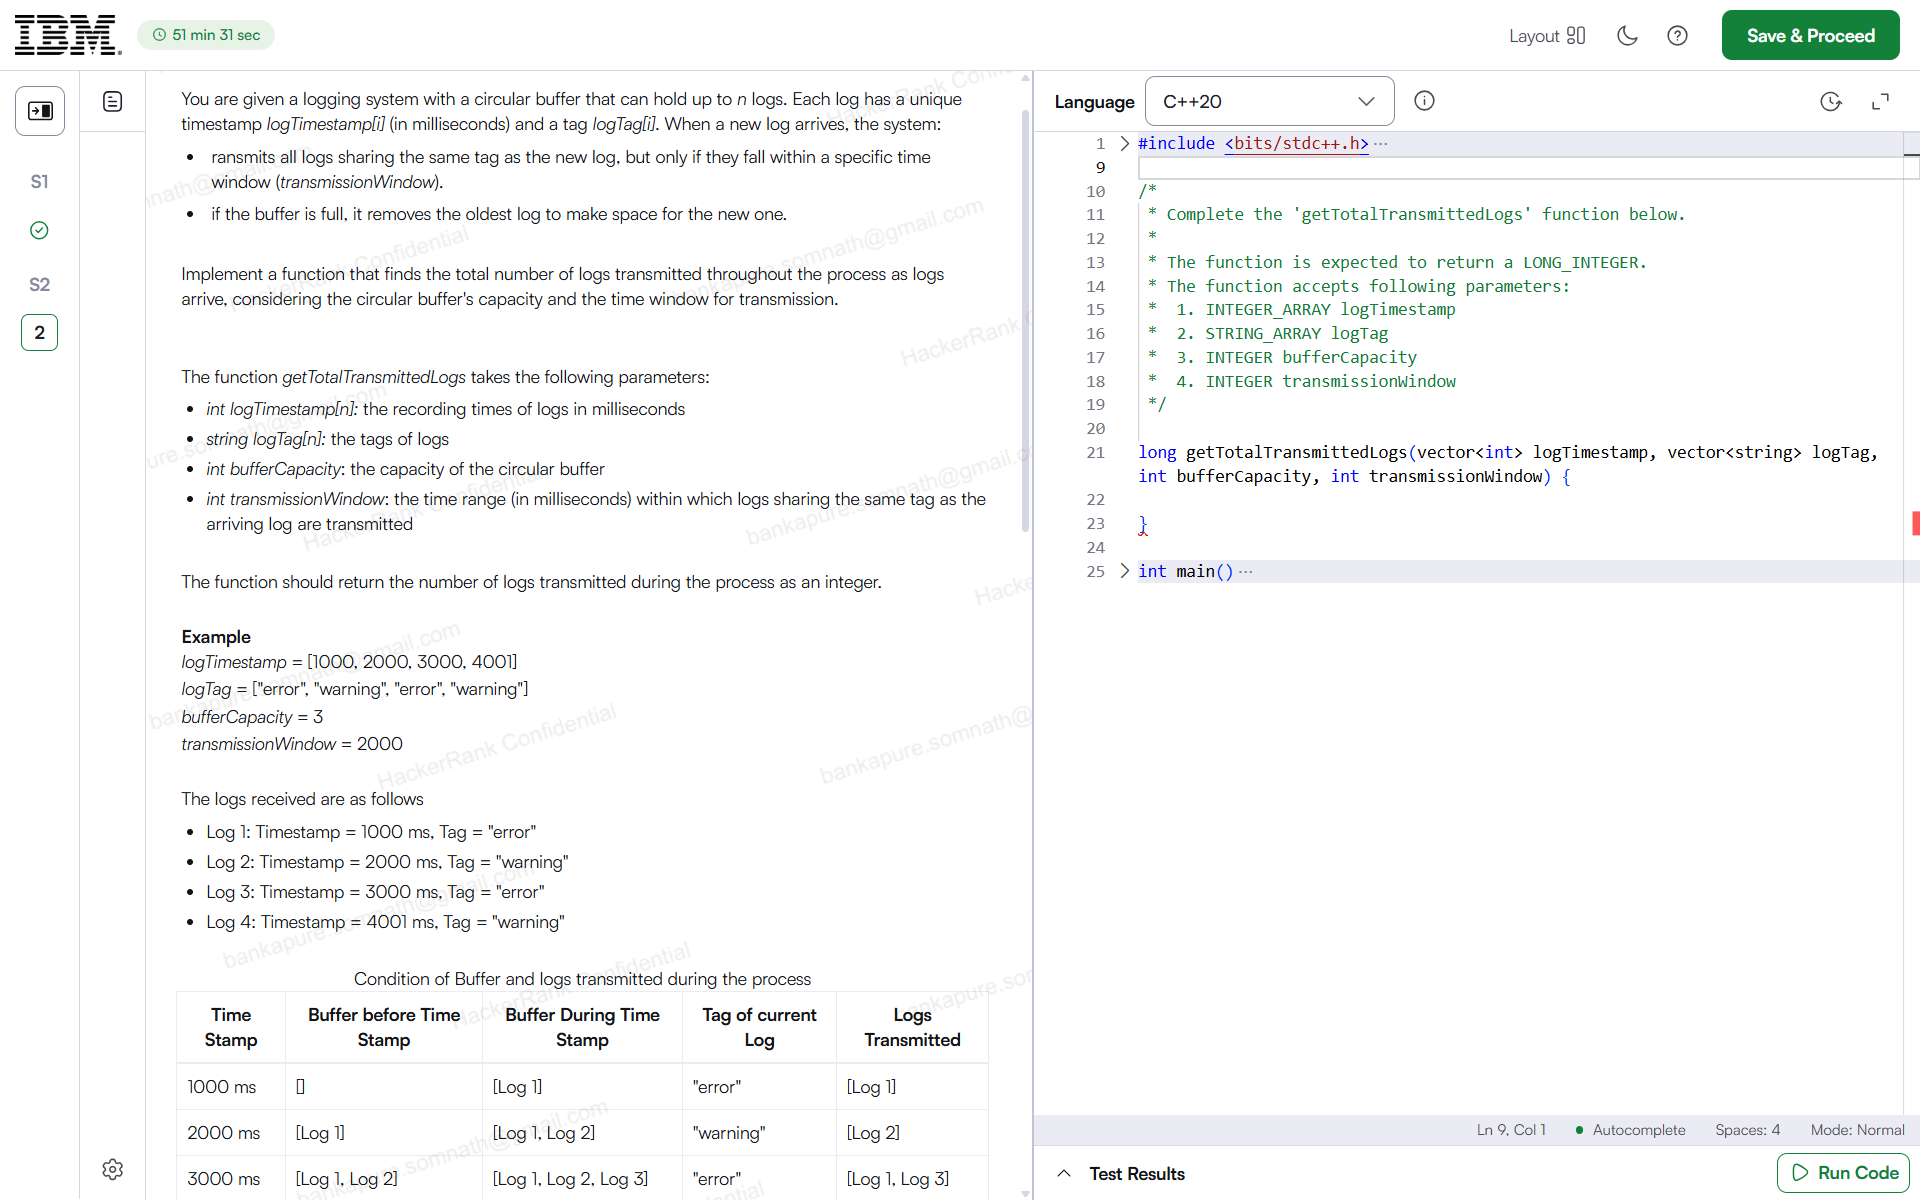 IBM
51 min 31 sec
Layout
Save & Proceed
S1
S2
2
You are given a logging system with a circular buffer that can hold up to n logs. Each log has a unique
timestamp logTimestamp[i] (in milliseconds) and a tag logTag[i]. When a new log arrives, the system:
ransmits all logs sharing the same tag as the new log, but only if they fall within a specific time
window (transmissionWindow).
if the buffer is full, it removes the oldest log to make space for the new one.
Implement a function that finds the total number of logs transmitted throughout the process as logs
arrive, considering the circular buffer's capacity and the time window for transmission.
The function getTotalTransmittedLogs takes the following parameters:
int logTimestamp[n]: the recording times of logs in milliseconds
string logTag[n]: the tags of logs
int bufferCapacity: the capacity of the circular buffer
int transmissionWindow: the time range (in milliseconds) within which logs sharing the same tag as the
arriving log are transmitted
The function should return the number of logs transmitted during the process as an integer.
Example
logTimestamp = [1000, 2000, 3000, 4001]
logTag = ["error", "warning", "error", "warning"]
bufferCapacity = 3
transmissionWindow = 2000
The logs received are as follows
Log 1: Timestamp = 1000 ms, Tag = "error"
Log 2: Timestamp = 2000 ms, Tag = "warning"
Log 3: Timestamp = 3000 ms, Tag = "error"
Log 4: Timestamp = 4001 ms, Tag = "warning"
Condition of Buffer and logs transmitted during the process
Time Stamp Buffer before Time Stamp Buffer During Time Stamp Tag of current Log Logs Transmitted
1000 ms [] [Log 1] "error" [Log 1]
2000 ms [Log 1] [Log 1, Log 2] "warning" [Log 2]
3000 ms [Log 1, Log 2] [Log 1, Log 2, Log 3] "error" [Log 1, Log 3]
HackerRank Confidential
bankapure.somnath@gmail.com
Language C++20
1 #include <bits/stdc++.h> ···
9
10 /*
11 * Complete the 'getTotalTransmittedLogs' function below.
12 *
13 * The function is expected to return a LONG_INTEGER.
14 * The function accepts following parameters:
15 * 1. INTEGER_ARRAY logTimestamp
16 * 2. STRING_ARRAY logTag
17 * 3. INTEGER bufferCapacity
18 * 4. INTEGER transmissionWindow
19 */
20
21 long getTotalTransmittedLogs(vector<int> logTimestamp, vector<string> logTag,
int bufferCapacity, int transmissionWindow) {
22
23 }
24
25 int main() ···
Ln 9, Col 1 Autocomplete Spaces: 4 Mode: Normal
Test Results
Run Code